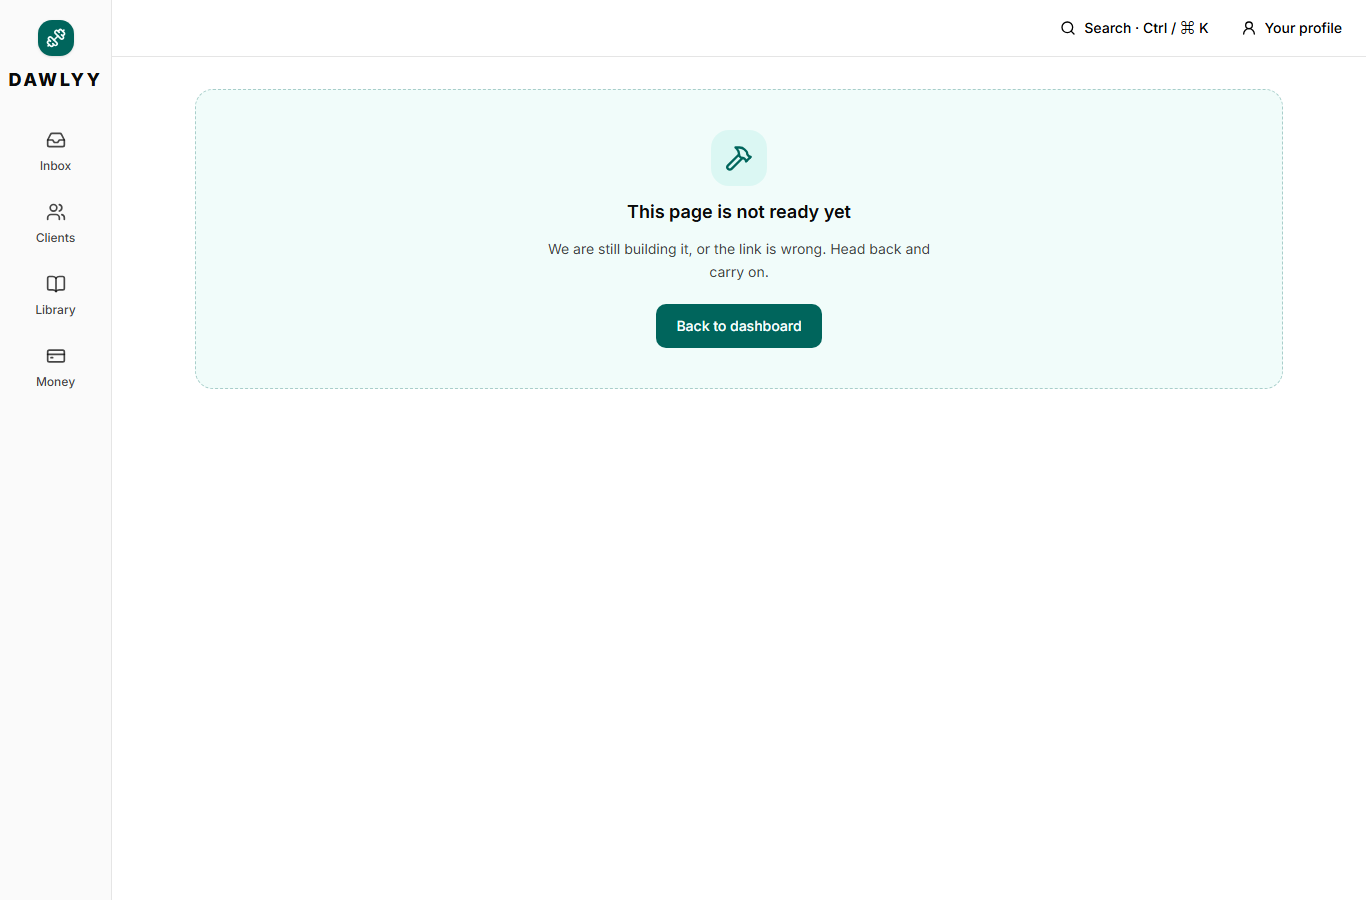 Search · Ctrl / ⌘ K
Your profile
DAWLYY
Inbox
Clients
Library
Money
This page is not ready yet
We are still building it, or the link is wrong. Head back and
carry on.
Back to dashboard